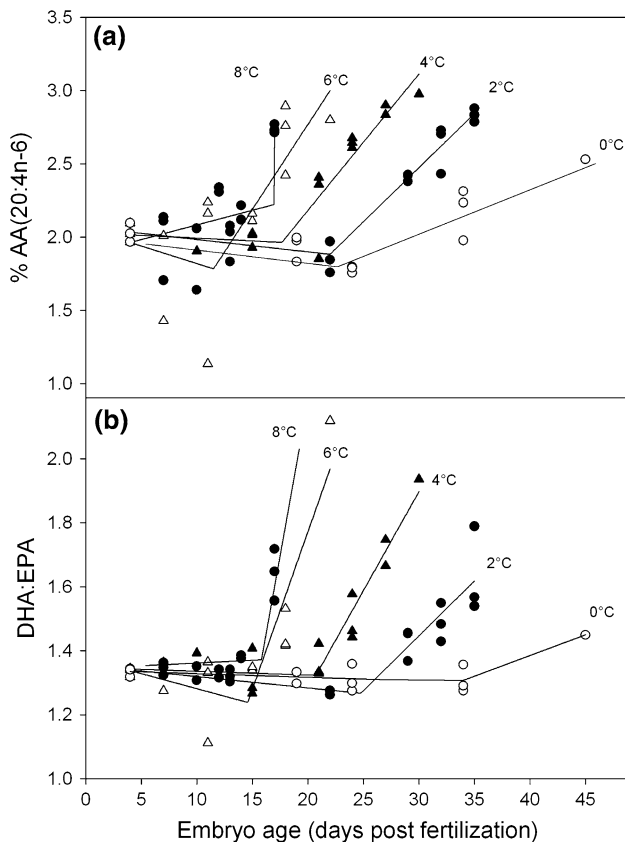 (a)
% AA(20:4n-6)
3.5
3.0
2.5
2.0
1.5
1.0
8°C
6°C
4°C
2°C
0°C
(b)
DHA:EPA
2.0
1.8
1.6
1.4
1.2
1.0
8°C
6°C
4°C
2°C
0°C
0 5 10 15 20 25 30 35 40 45
Embryo age (days post fertilization)